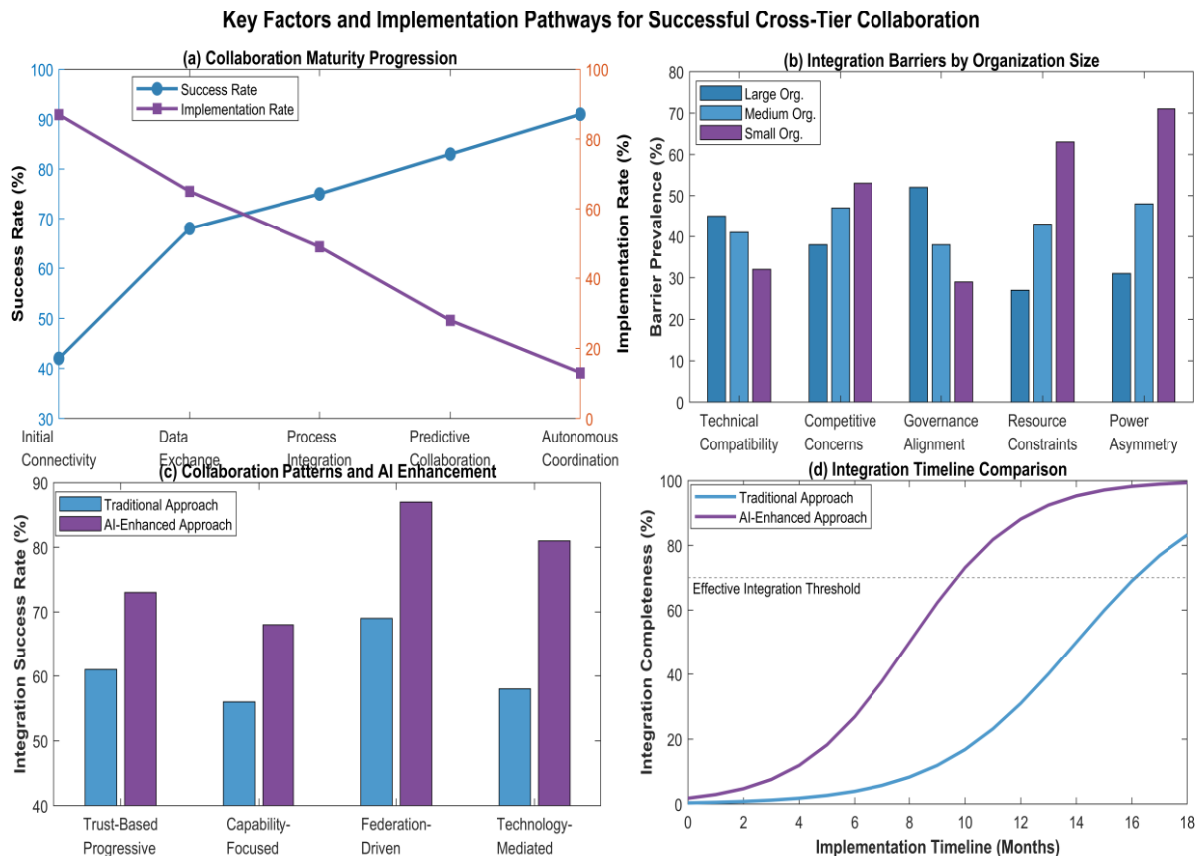 Key Factors and Implementation Pathways for Successful Cross-Tier Collaboration
(a) Collaboration Maturity Progression
Success Rate
Implementation Rate
Success Rate (%)
100
90
80
70
60
50
40
30
Implementation Rate (%)
100
80
60
40
20
0
Initial
Connectivity
Data
Exchange
Process
Integration
Predictive
Collaboration
Autonomous
Coordination
(b) Integration Barriers by Organization Size
Large Org.
Medium Org.
Small Org.
Barrier Prevalence (%)
80
70
60
50
40
30
20
10
0
Technical
Compatibility
Competitive
Concerns
Governance
Alignment
Resource
Constraints
Power
Asymmetry
(c) Collaboration Patterns and AI Enhancement
Traditional Approach
AI-Enhanced Approach
Integration Success Rate (%)
90
80
70
60
50
40
Trust-Based
Progressive
Capability-
Focused
Federation-
Driven
Technology-
Mediated
(d) Integration Timeline Comparison
Traditional Approach
AI-Enhanced Approach
Effective Integration Threshold
Integration Completeness (%)
100
80
60
40
20
0
0 2 4 6 8 10 12 14 16 18
Implementation Timeline (Months)